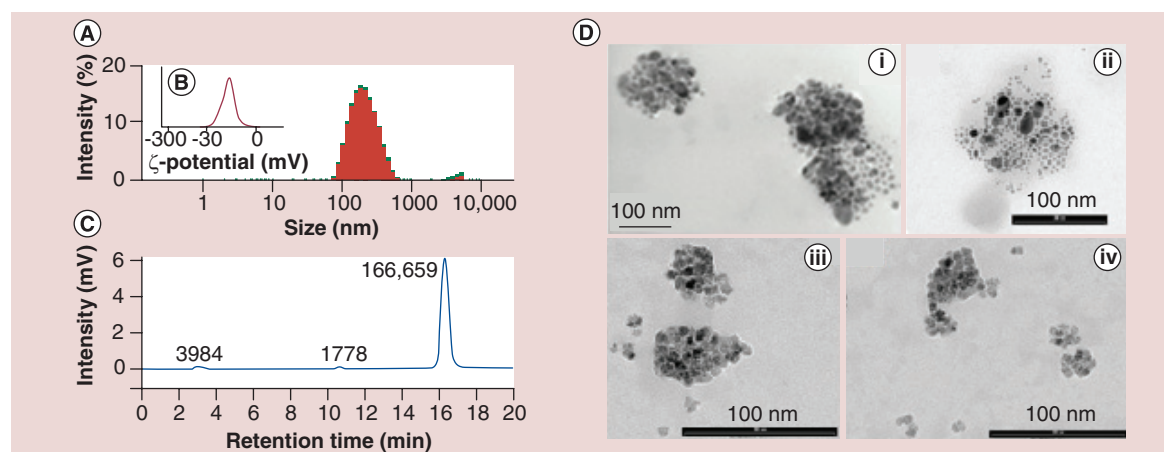 A
Intensity (%)
20
10
0
B
-300 -30 0
ζ-potential (mV)
1 10 100 1000 10,000
Size (nm)
C
Intensity (mV)
6
4
2
0
3984
1778
166,659
0 2 4 6 8 10 12 14 16 18 20
Retention time (min)
D
i
100 nm
ii
100 nm
iii
100 nm
iv
100 nm